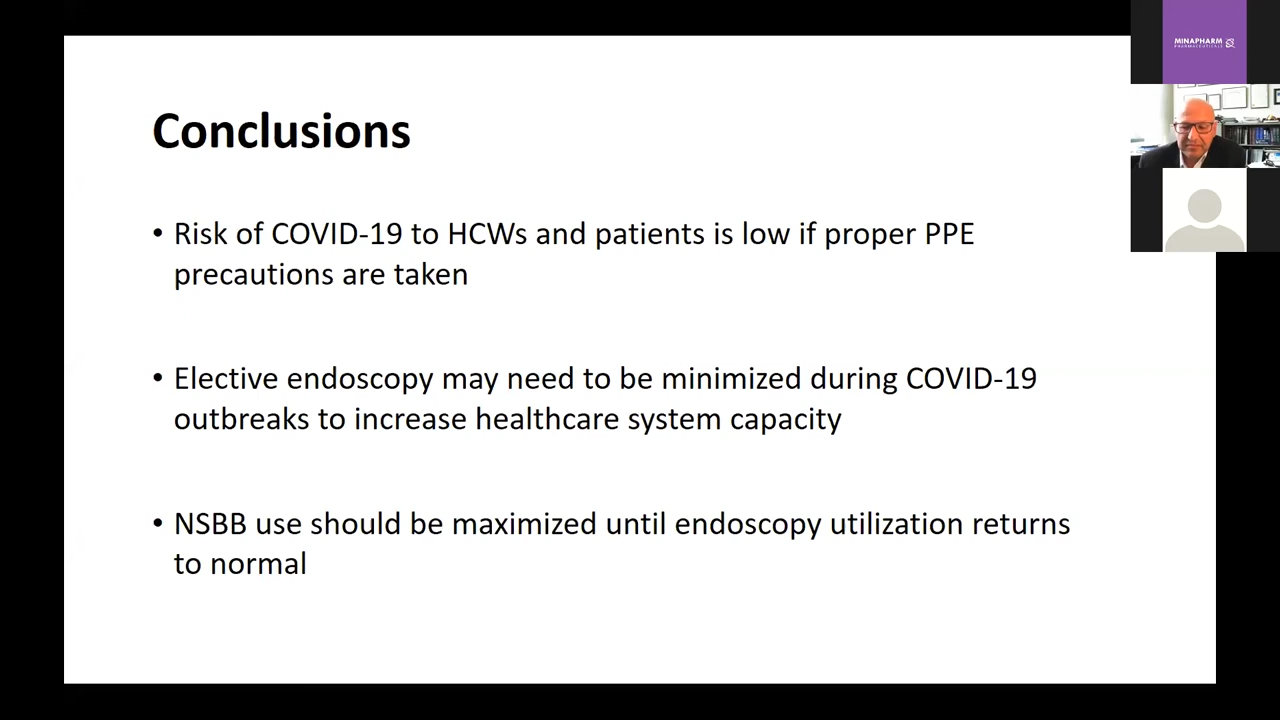 MINAPHARM
PHARMACEUTICALS
Conclusions
• Risk of COVID-19 to HCWs and patients is low if proper PPE
precautions are taken
• Elective endoscopy may need to be minimized during COVID-19
outbreaks to increase healthcare system capacity
• NSBB use should be maximized until endoscopy utilization returns
to normal